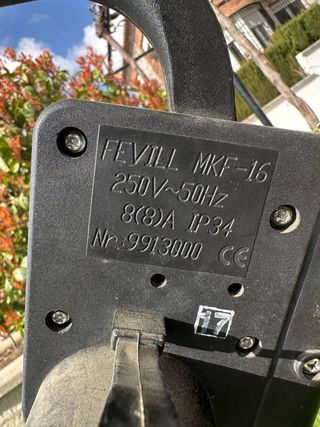 FEVILL MKF-16
250V~50Hz
8(8)A IP34
Nr.:9913000 CE
17